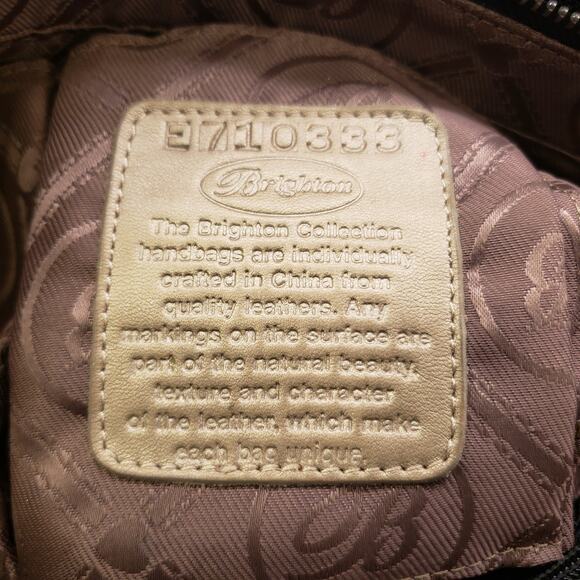 E710333
Brighton
The Brighton Collection
handbags are individually
crafted in China from
quality leathers. Any
markings on the surface are
part of the natural beauty,
texture and character
of the leather, which make
each bag unique.